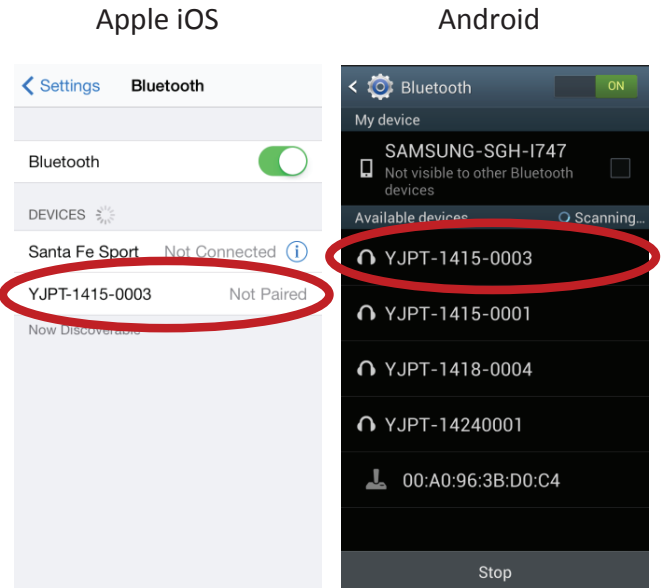 Apple iOS
Android
Settings Bluetooth
Bluetooth
DEVICES
Santa Fe Sport Not Connected i
YJPT-1415-0003 Not Paired
Now Discoverable
Bluetooth ON
My device
SAMSUNG-SGH-I747
Not visible to other Bluetooth
devices
Available devices Scanning...
YJPT-1415-0003
YJPT-1415-0001
YJPT-1418-0004
YJPT-14240001
00:A0:96:3B:D0:C4
Stop